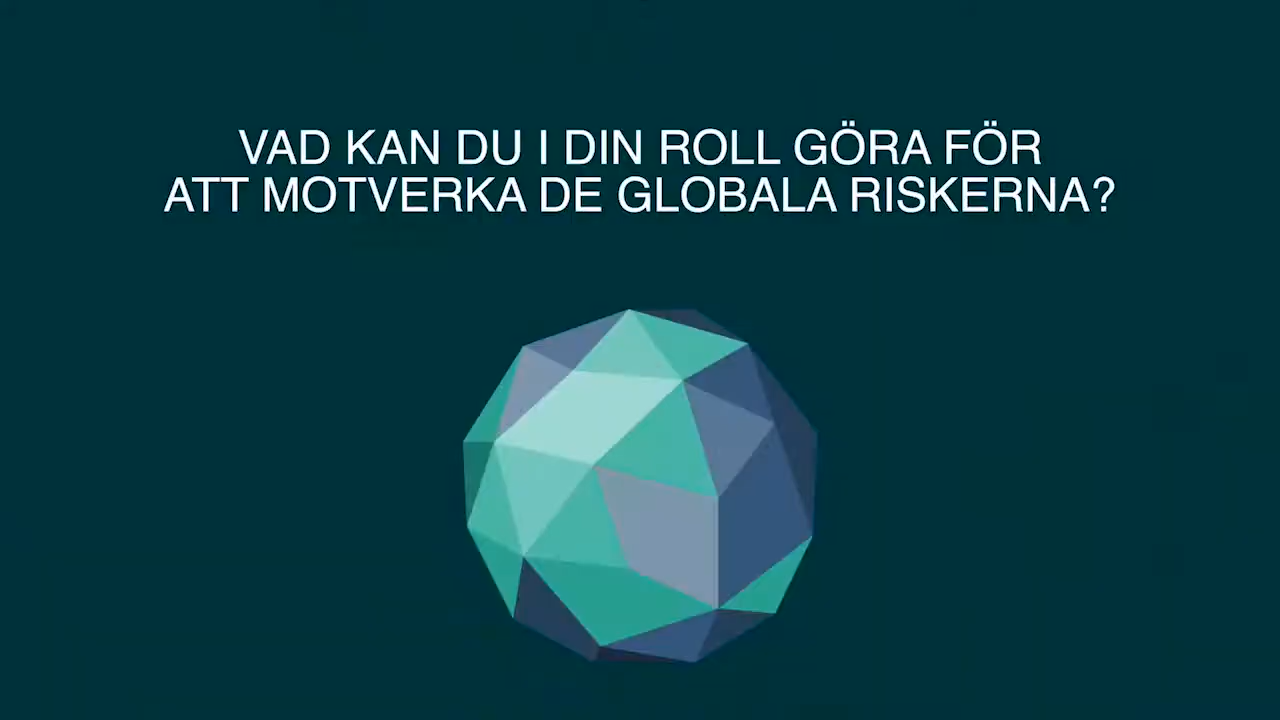 VAD KAN DU I DIN ROLL GÖRA FÖR
ATT MOTVERKA DE GLOBALA RISKERNA?